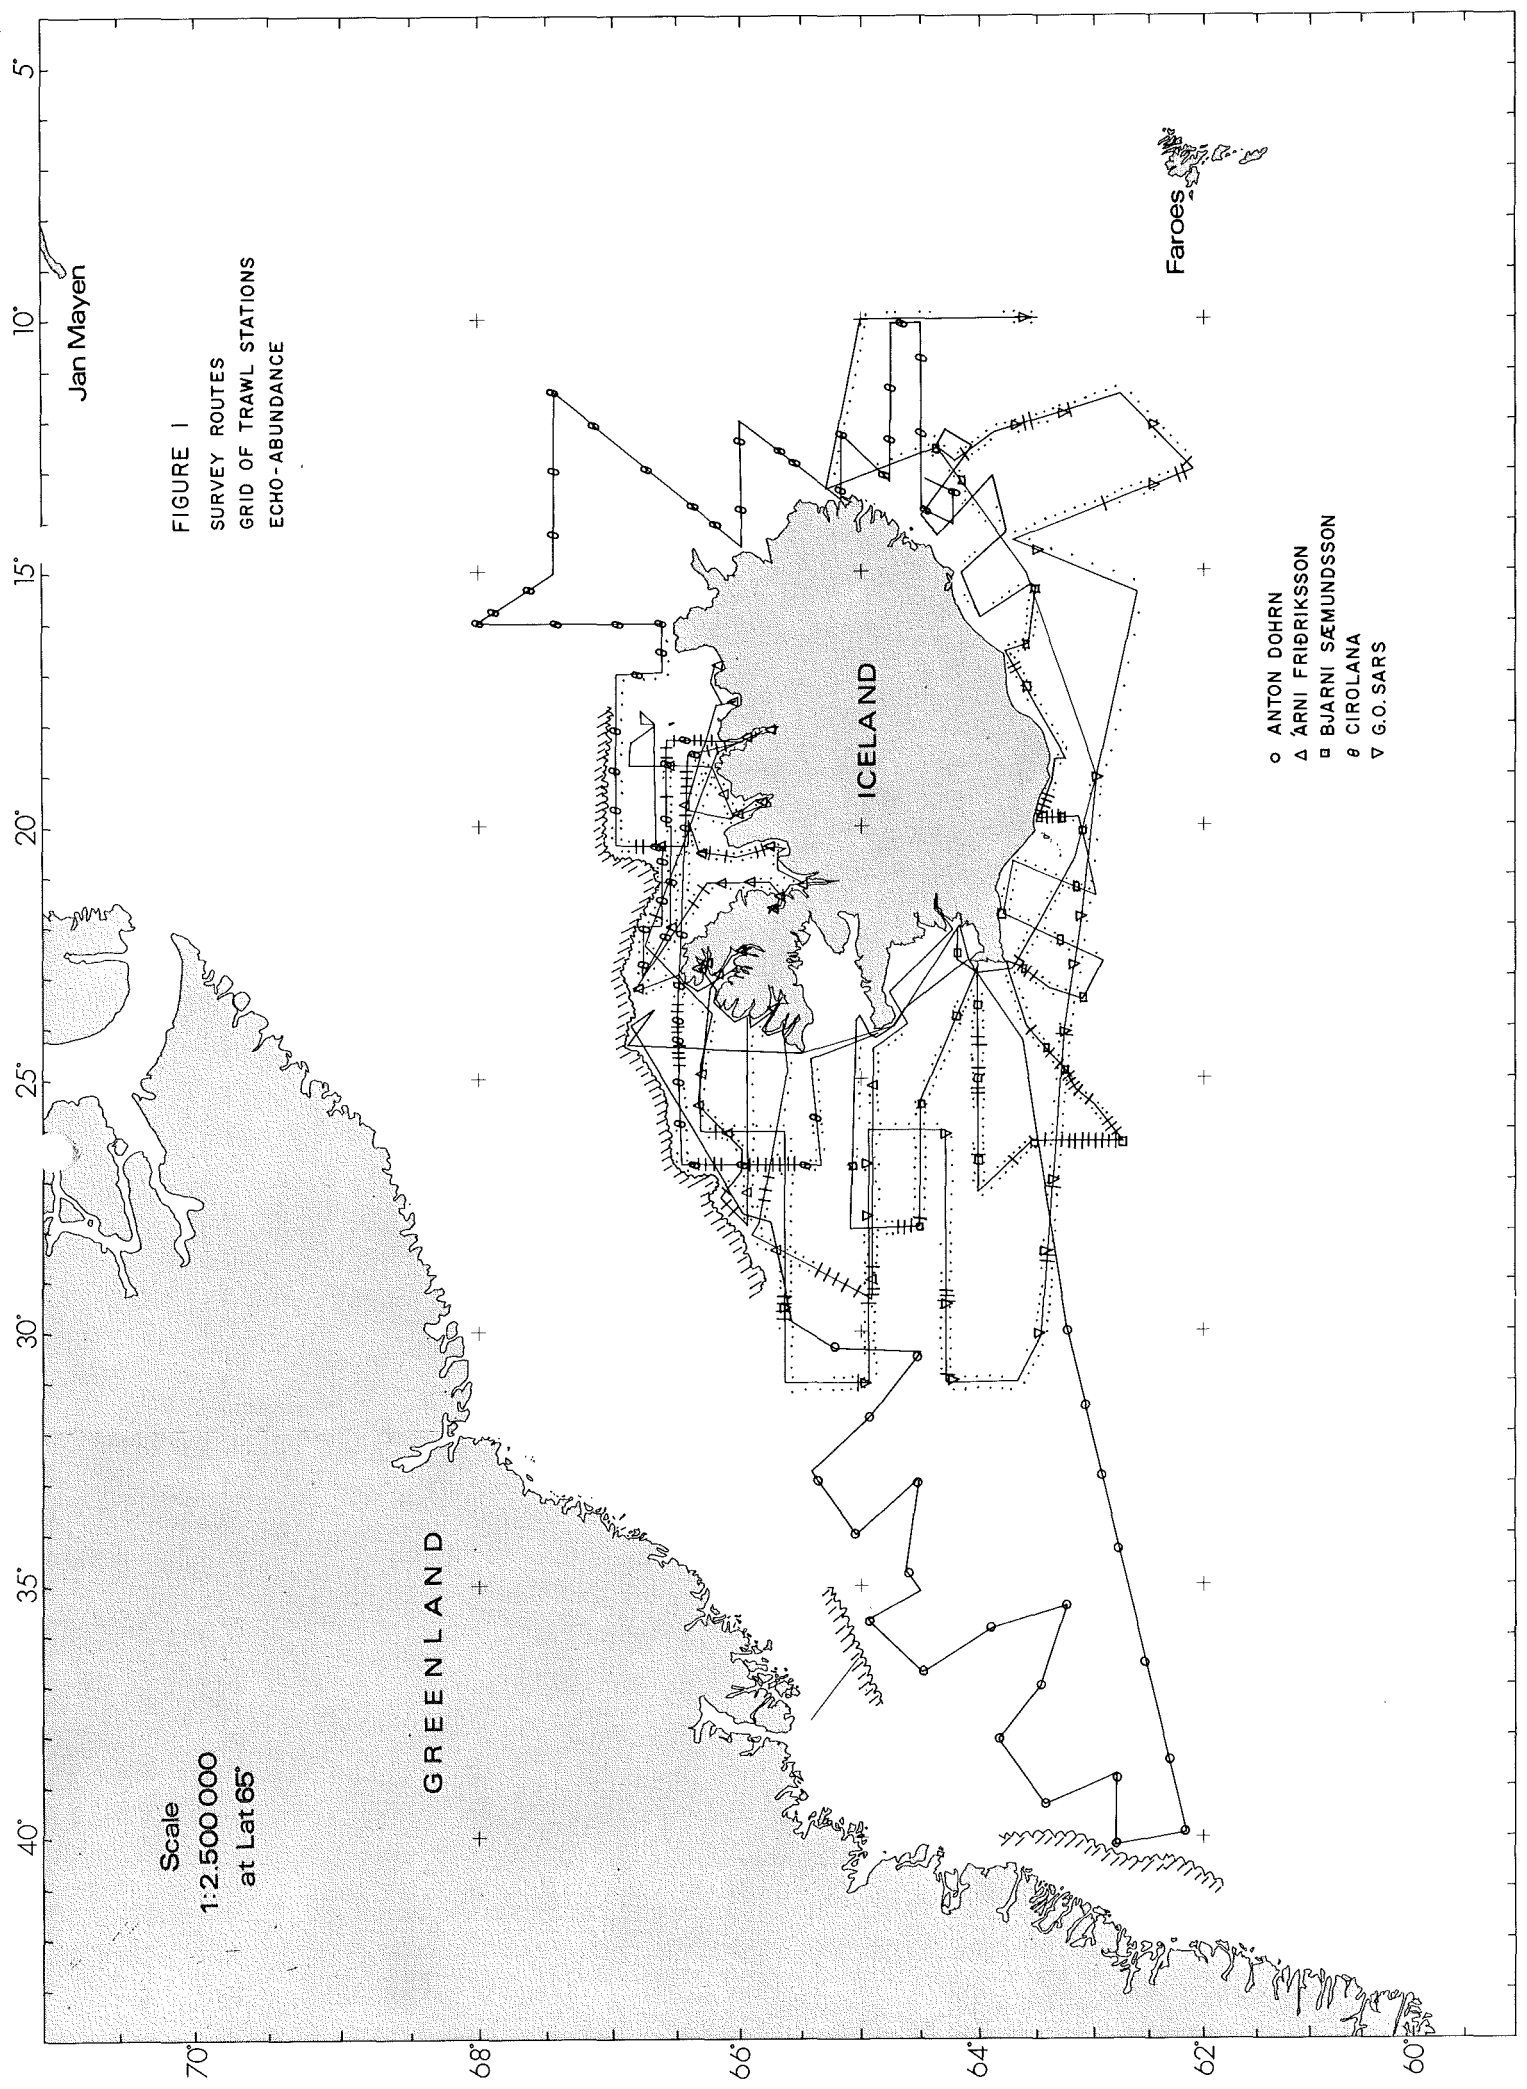 FIGURE 1
SURVEY ROUTES
GRID OF TRAWL STATIONS
ECHO-ABUNDANCE
Scale
1:2.500 000
at Lat 65°
GREENLAND
ICELAND
Jan Mayen
Faroes
○ ANTON DOHRN
△ ÁRNI FRIÐRIKSSON
□ BJARNI SÆMUNDSSON
θ CIROLANA
▽ G.O. SARS
40°
35°
30°
25°
20°
15°
10°
5°
70°
68°
66°
64°
62°
60°